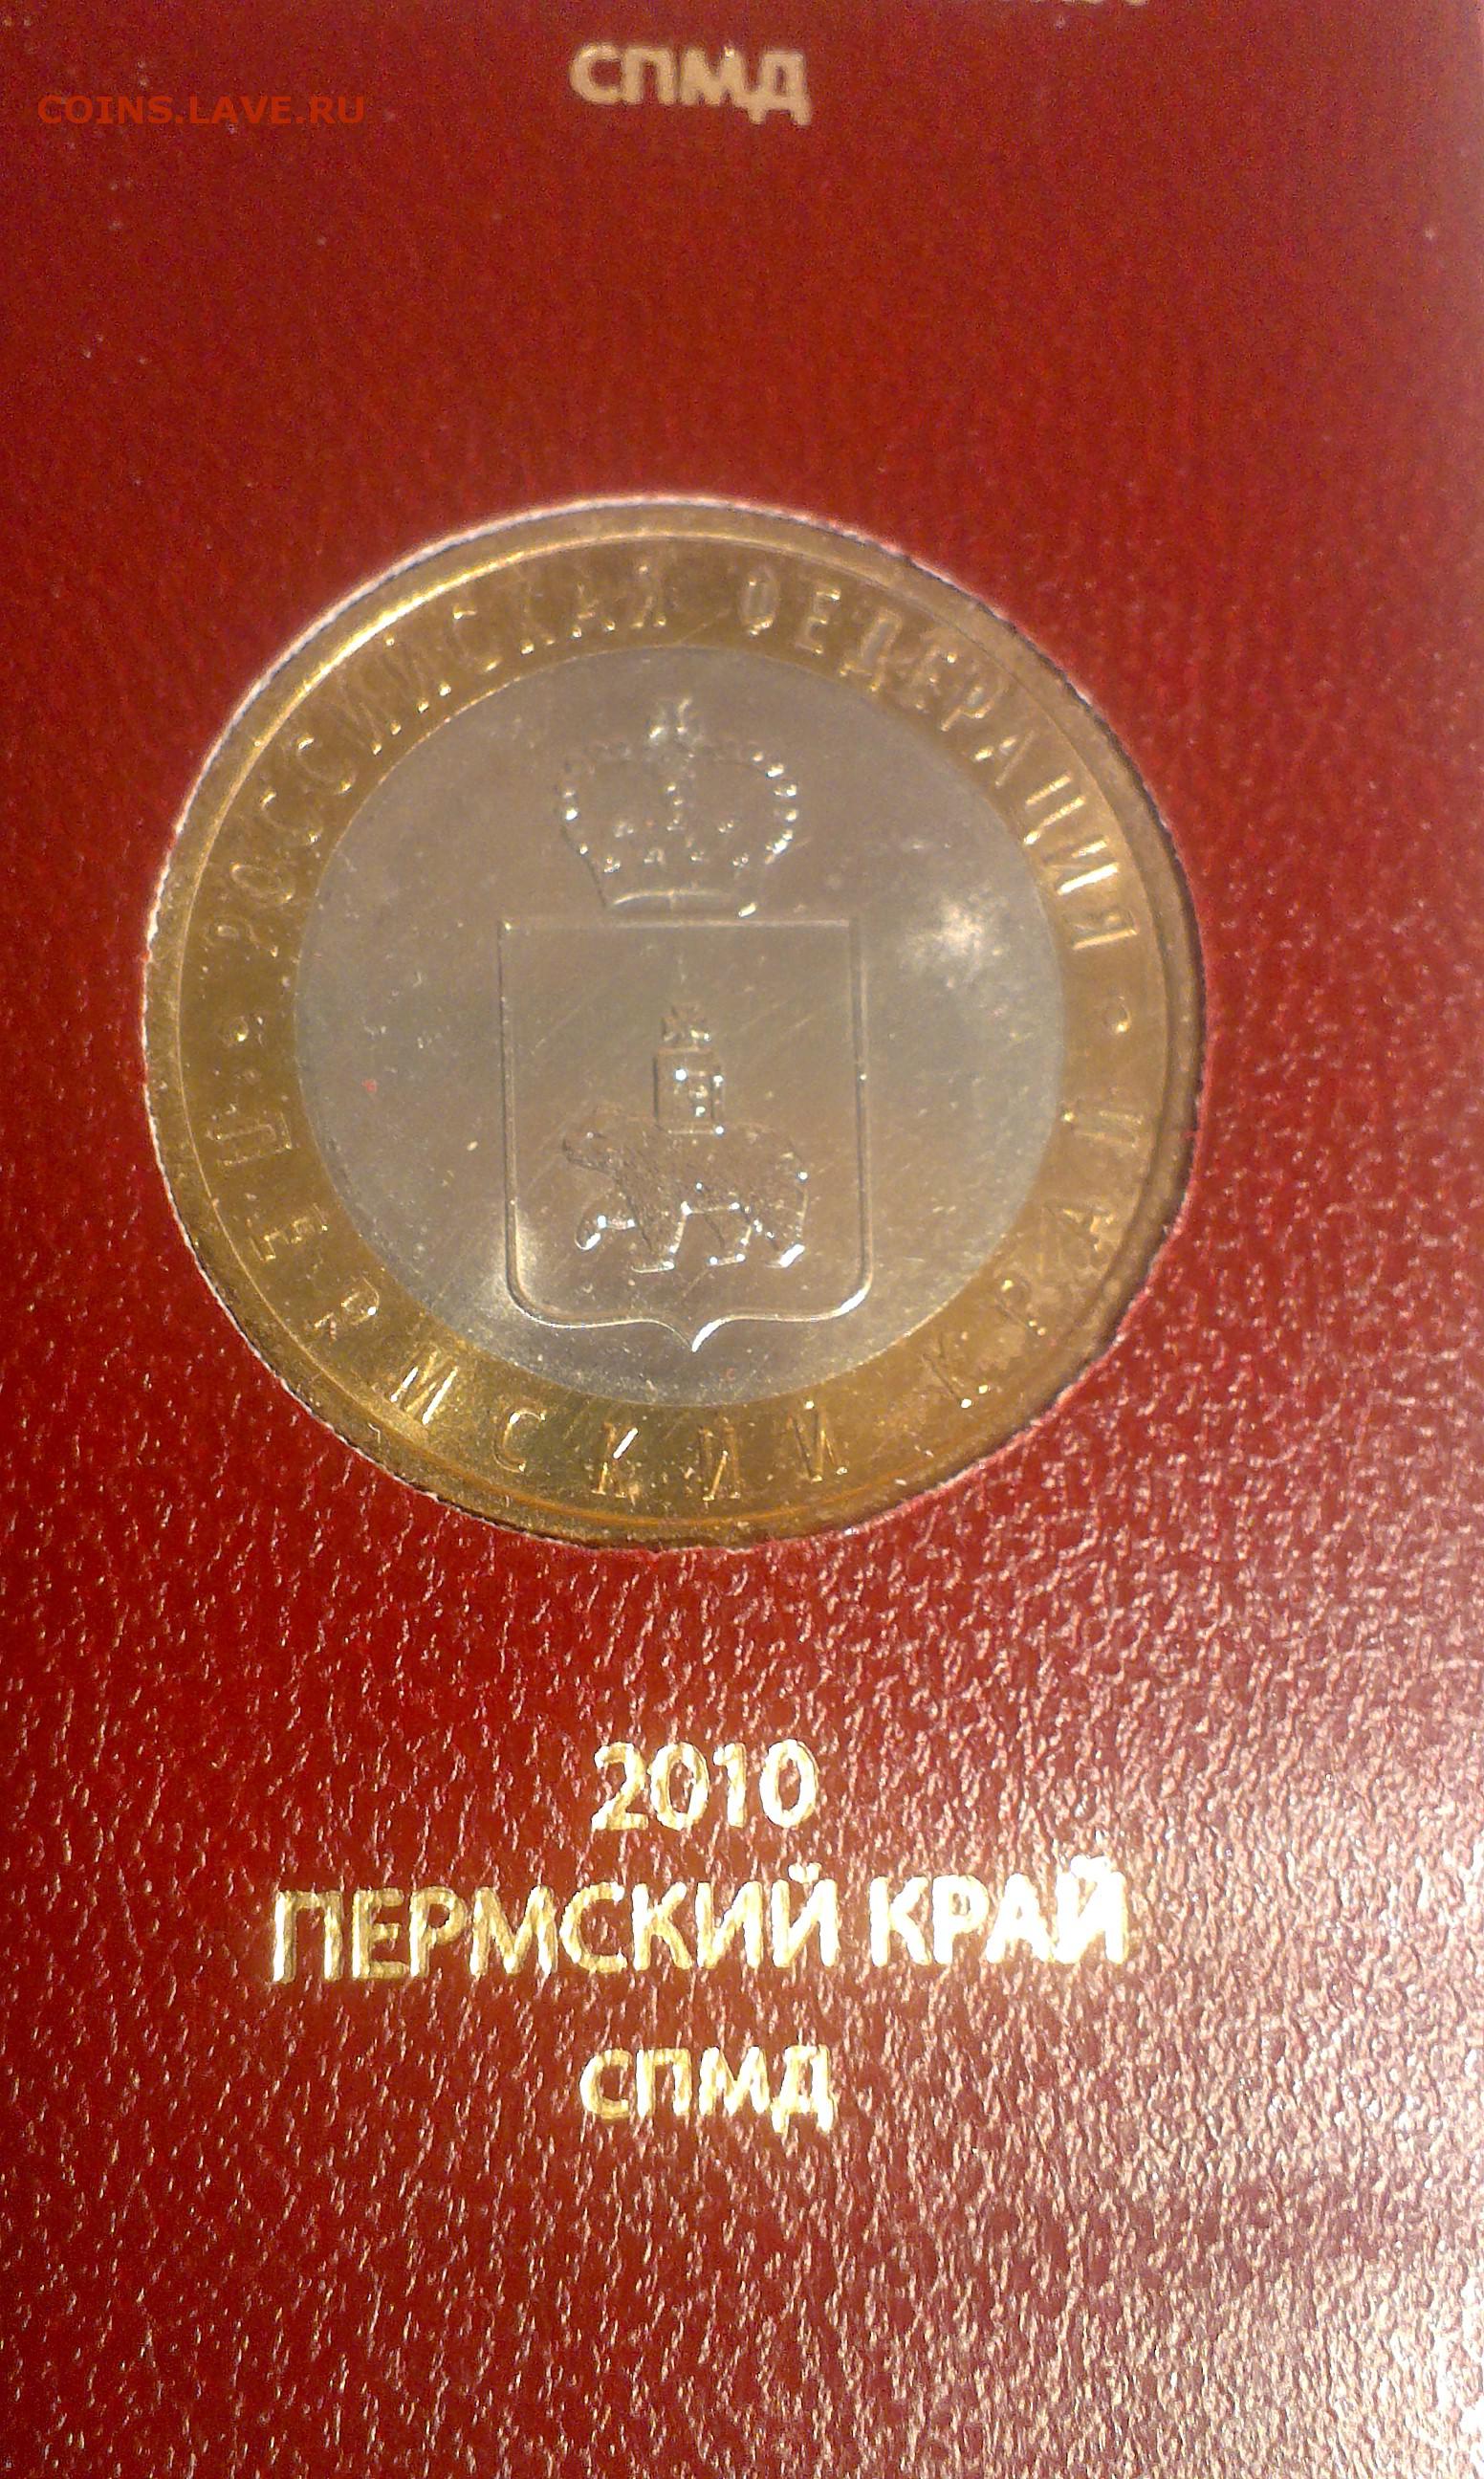 СПМД
COINS.LAVE.RU
РОССИЙСКАЯ ФЕДЕРАЦИЯ
ПЕРМСКИЙ КРАЙ
2010
ПЕРМСКИЙ КРАЙ
СПМД